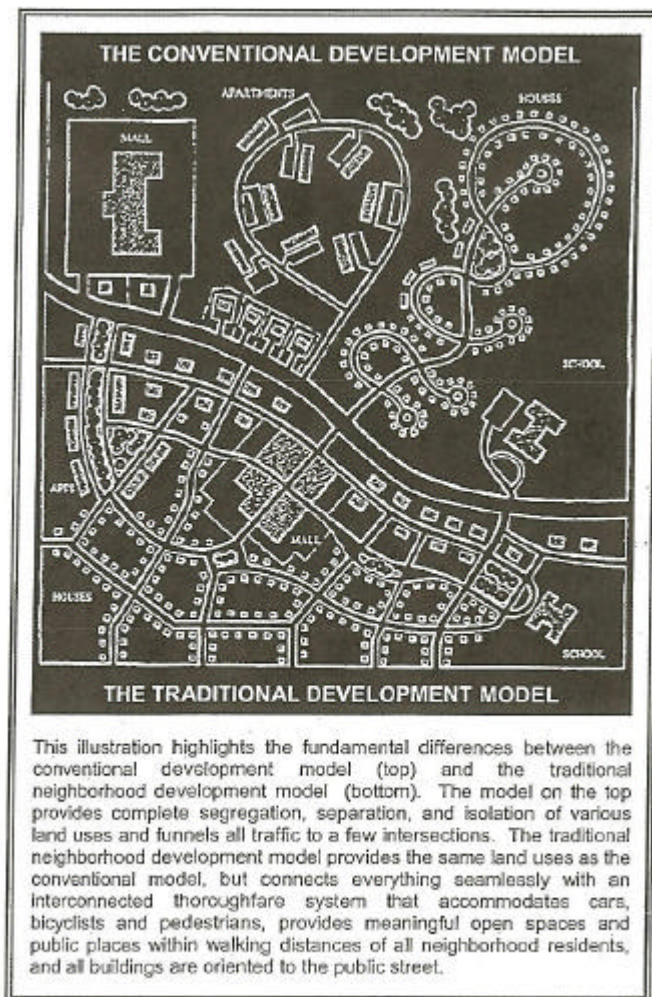 THE CONVENTIONAL DEVELOPMENT MODEL
APARTMENTS
HOUSES
MALL
SCHOOL
APTS
MALL
HOUSES
SCHOOL
THE TRADITIONAL DEVELOPMENT MODEL
This illustration highlights the fundamental differences between the
conventional development model (top) and the traditional
neighborhood development model (bottom). The model on the top
provides complete segregation, separation, and isolation of various
land uses and funnels all traffic to a few intersections. The traditional
neighborhood development model provides the same land uses as the
conventional model, but connects everything seamlessly with an
interconnected thoroughfare system that accommodates cars,
bicyclists and pedestrians, provides meaningful open spaces and
public places within walking distances of all neighborhood residents,
and all buildings are oriented to the public street.